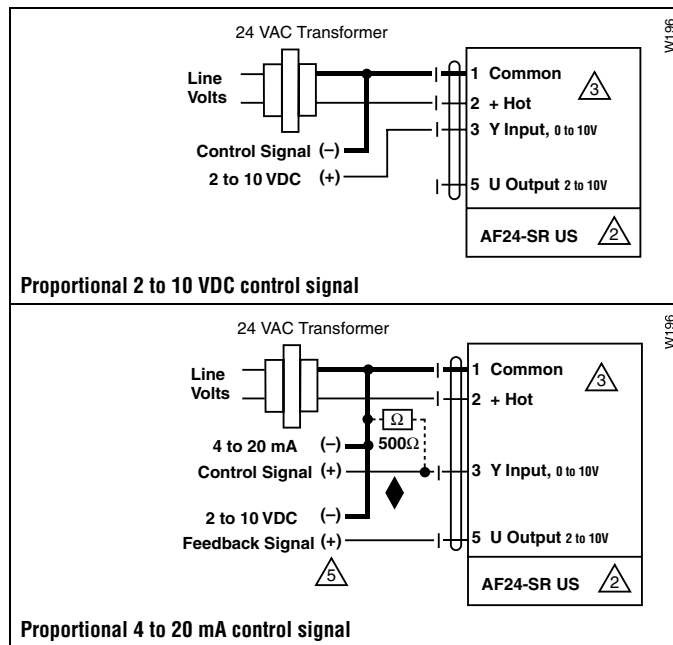 24 VAC Transformer
W196
Line
Volts
1 Common
3
2 + Hot
3 Y Input, 0 to 10V
Control Signal (–)
2 to 10 VDC (+)
5 U Output 2 to 10V
AF24-SR US 2
Proportional 2 to 10 VDC control signal
24 VAC Transformer
W196
Line
Volts
1 Common
3
2 + Hot
Ω
4 to 20 mA (–) 500Ω
Control Signal (+)
3 Y Input, 0 to 10V
2 to 10 VDC (–)
Feedback Signal (+)
5 U Output 2 to 10V
5
AF24-SR US 2
Proportional 4 to 20 mA control signal